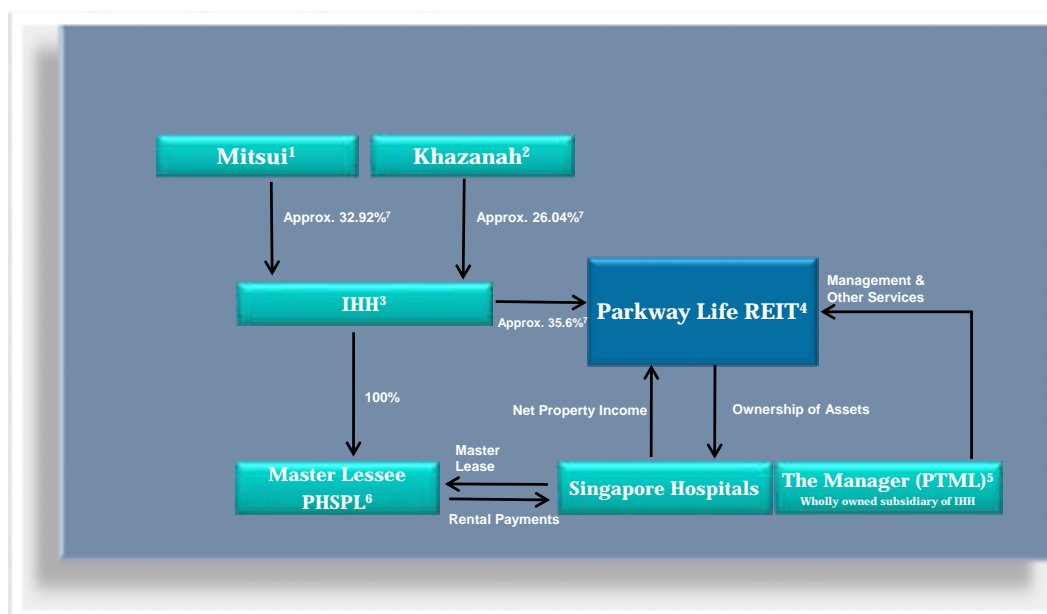 Mitsui¹
Khazanah²
Approx. 32.92%⁷
Approx. 26.04%⁷
Management &
Other Services
IHH³
Parkway Life REIT⁴
Approx. 35.6%⁷
100%
Net Property Income
Ownership of Assets
Master
Lease
Master Lessee
PHSPL⁶
Singapore Hospitals
The Manager (PTML)⁵
Wholly owned subsidiary of IHH
Rental Payments